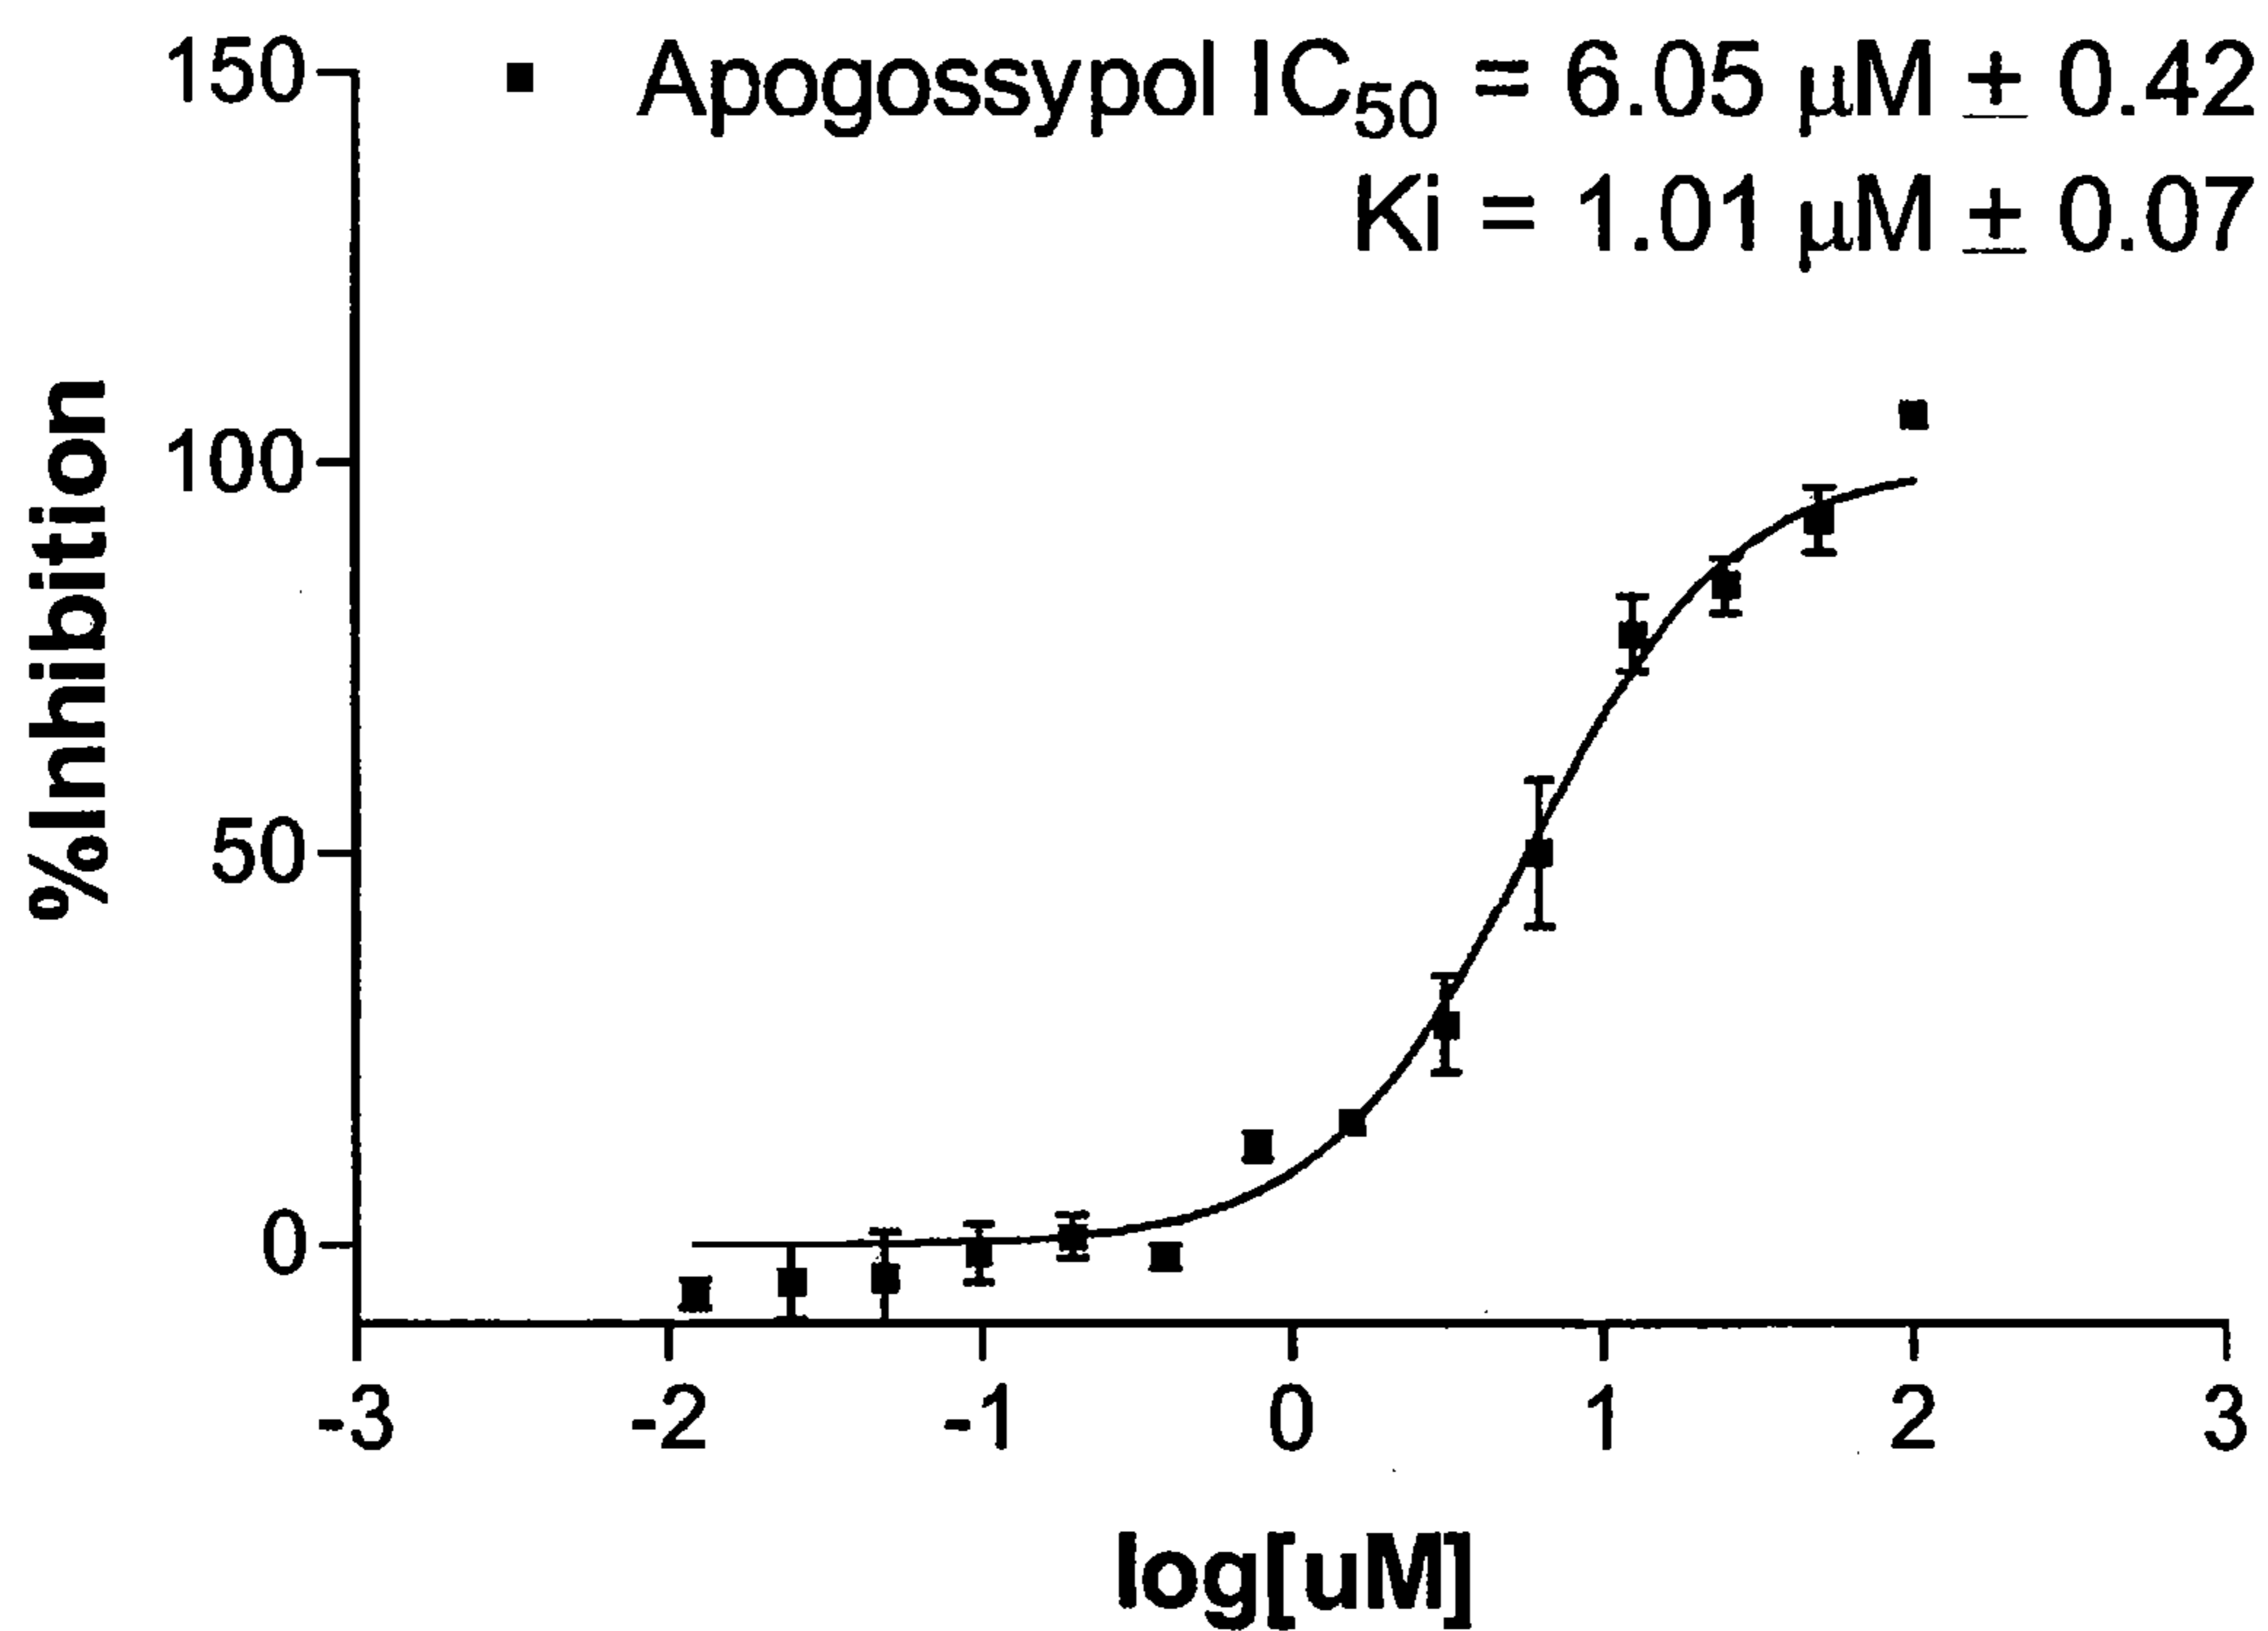 150
Apogossypol IC50 = 6.05 μM ± 0.42
Ki = 1.01 μM ± 0.07
100
50
0
%Inhibition
-3 -2 -1 0 1 2 3
log[uM]